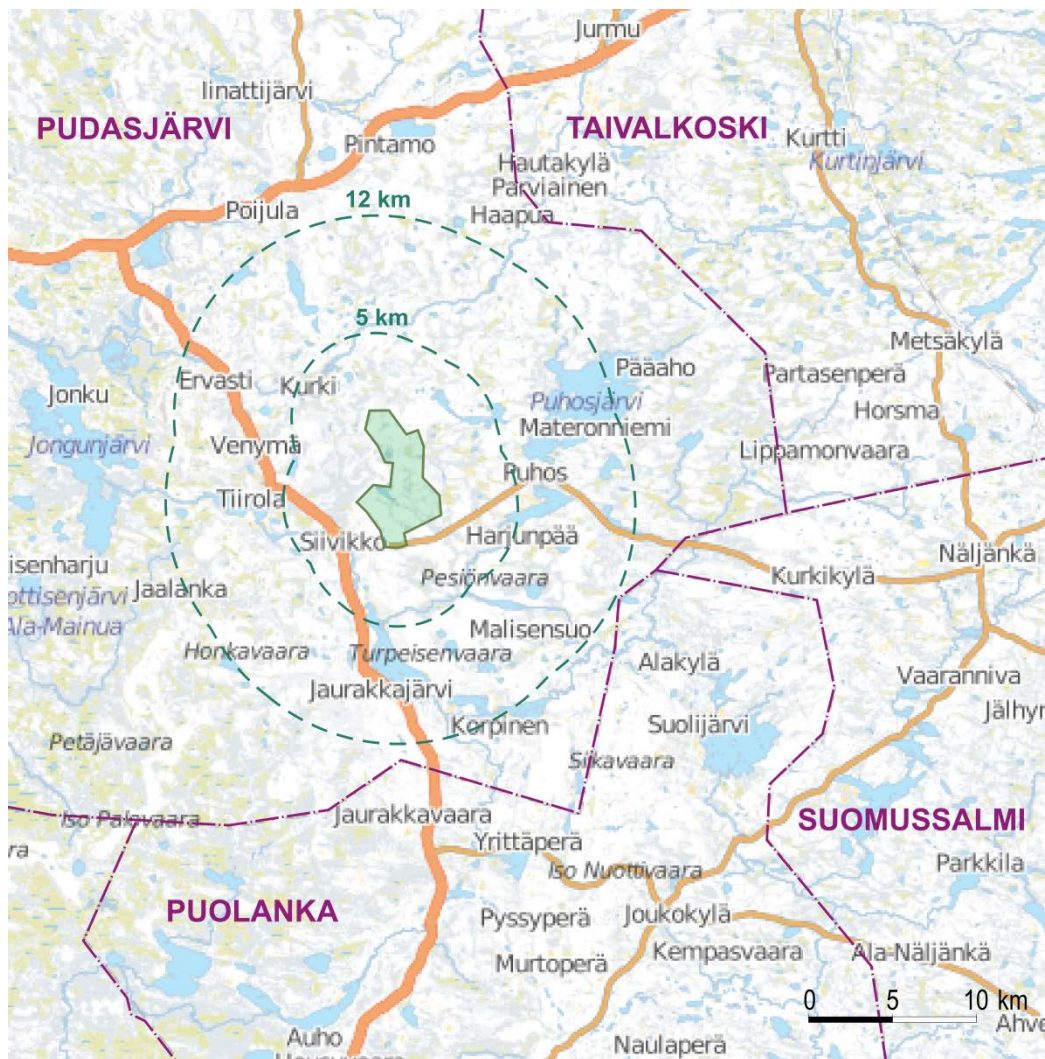 Jurmu
Iinattijärvi
PUDASJÄRVI
TAIVALKOSKI
Pintamo
Kurtti
Kurtinjärvi
Hautakylä
Parviainen
Haapua
Poijula
12 km
5 km
Metsäkylä
Ervasti
Kurki
Pääaho
Partasenperä
Jonku
Puhosjärvi
Horsma
Materonniemi
Jongunjärvi
Venymä
Lippamonvaara
Puhos
Tiirola
Siivikko
Harjunpää
Näljänkä
isenharju
Pesiönvaara
Kurkikylä
ottisenjärvi
Jaalanka
Ala-Mainua
Malisensuo
Honkavaara
Turpeisenvaara
Alakylä
Vaaranniva
Jaurakkajärvi
Jälhyn
Korpinen
Suolijärvi
Petäjävaara
Siikavaara
Iso Palovaara
Jaurakkavaara
SUOMUSSALMI
ra
Yrittäperä
Iso Nuottivaara
Parkkila
PUOLANKA
Pyssyperä
Joukokylä
Murtoperä
Kempasvaara
Ala-Näljänkä
0 5 10 km
Ahve
Auho
Naulaperä